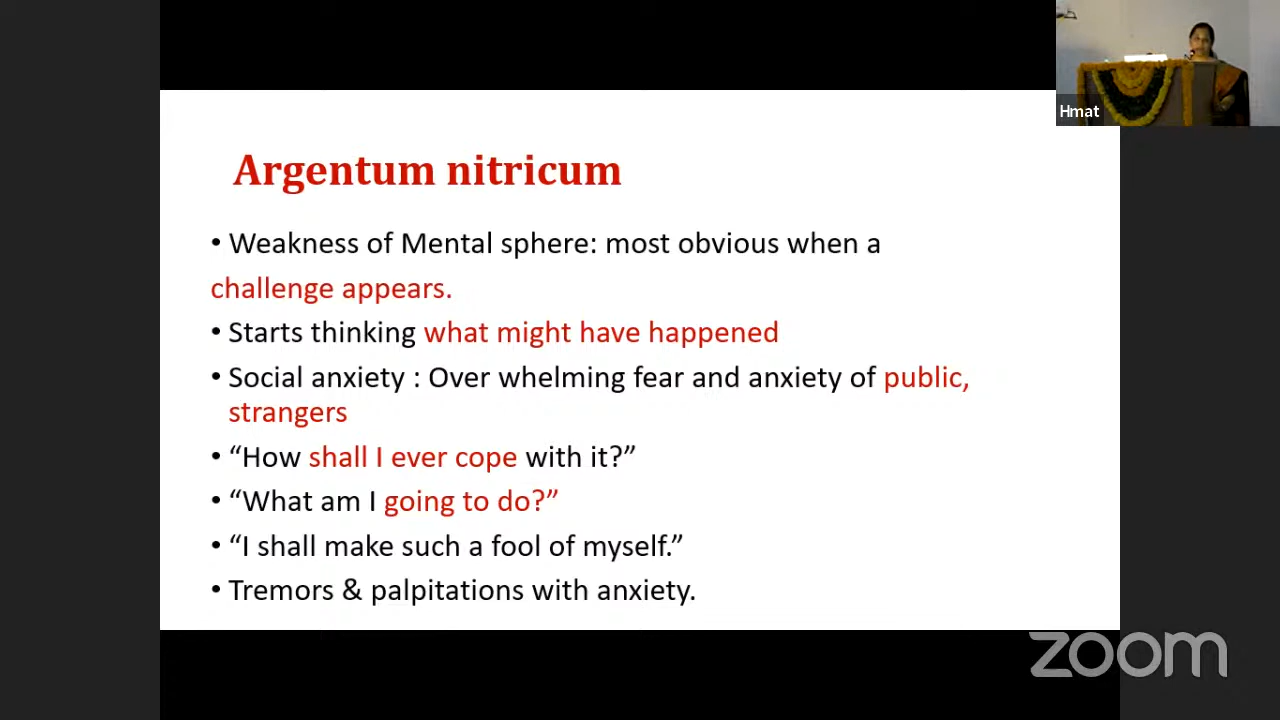 Hmat
Argentum nitricum
• Weakness of Mental sphere: most obvious when a
challenge appears.
• Starts thinking what might have happened
• Social anxiety : Over whelming fear and anxiety of public,
strangers
• “How shall I ever cope with it?”
• “What am I going to do?”
• “I shall make such a fool of myself.”
• Tremors & palpitations with anxiety.
zoom